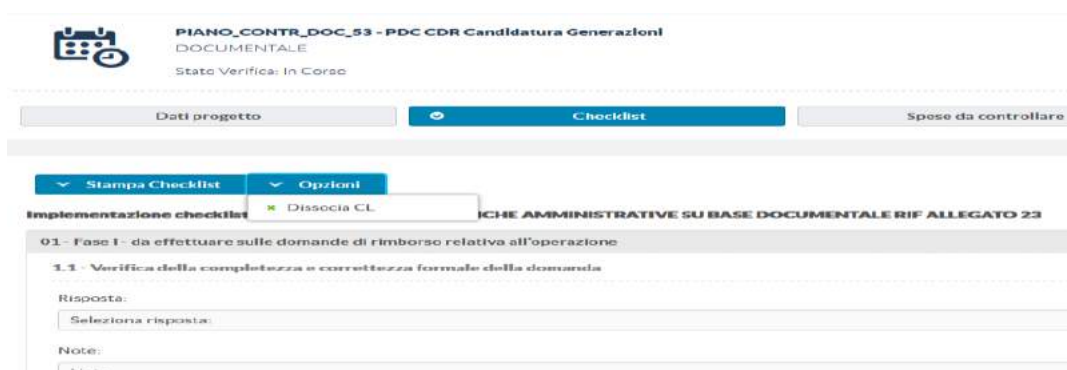 PIANO_CONTR_DOC_53 - PDC CDR Candidatura Generazioni
DOCUMENTALE
Stato Verifica: In Corso
Dati progetto
Checklist
Spese da controllare
Stampa Checklist
Opzioni
Dissocia CL
Implementazione checklist ICHE AMMINISTRATIVE SU BASE DOCUMENTALE RIF ALLEGATO 23
01 - Fase I - da effettuare sulle domande di rimborso relativa all'operazione
1.1 - Verifica della completezza e correttezza formale della domanda
Risposta:
Seleziona risposta:
Note: